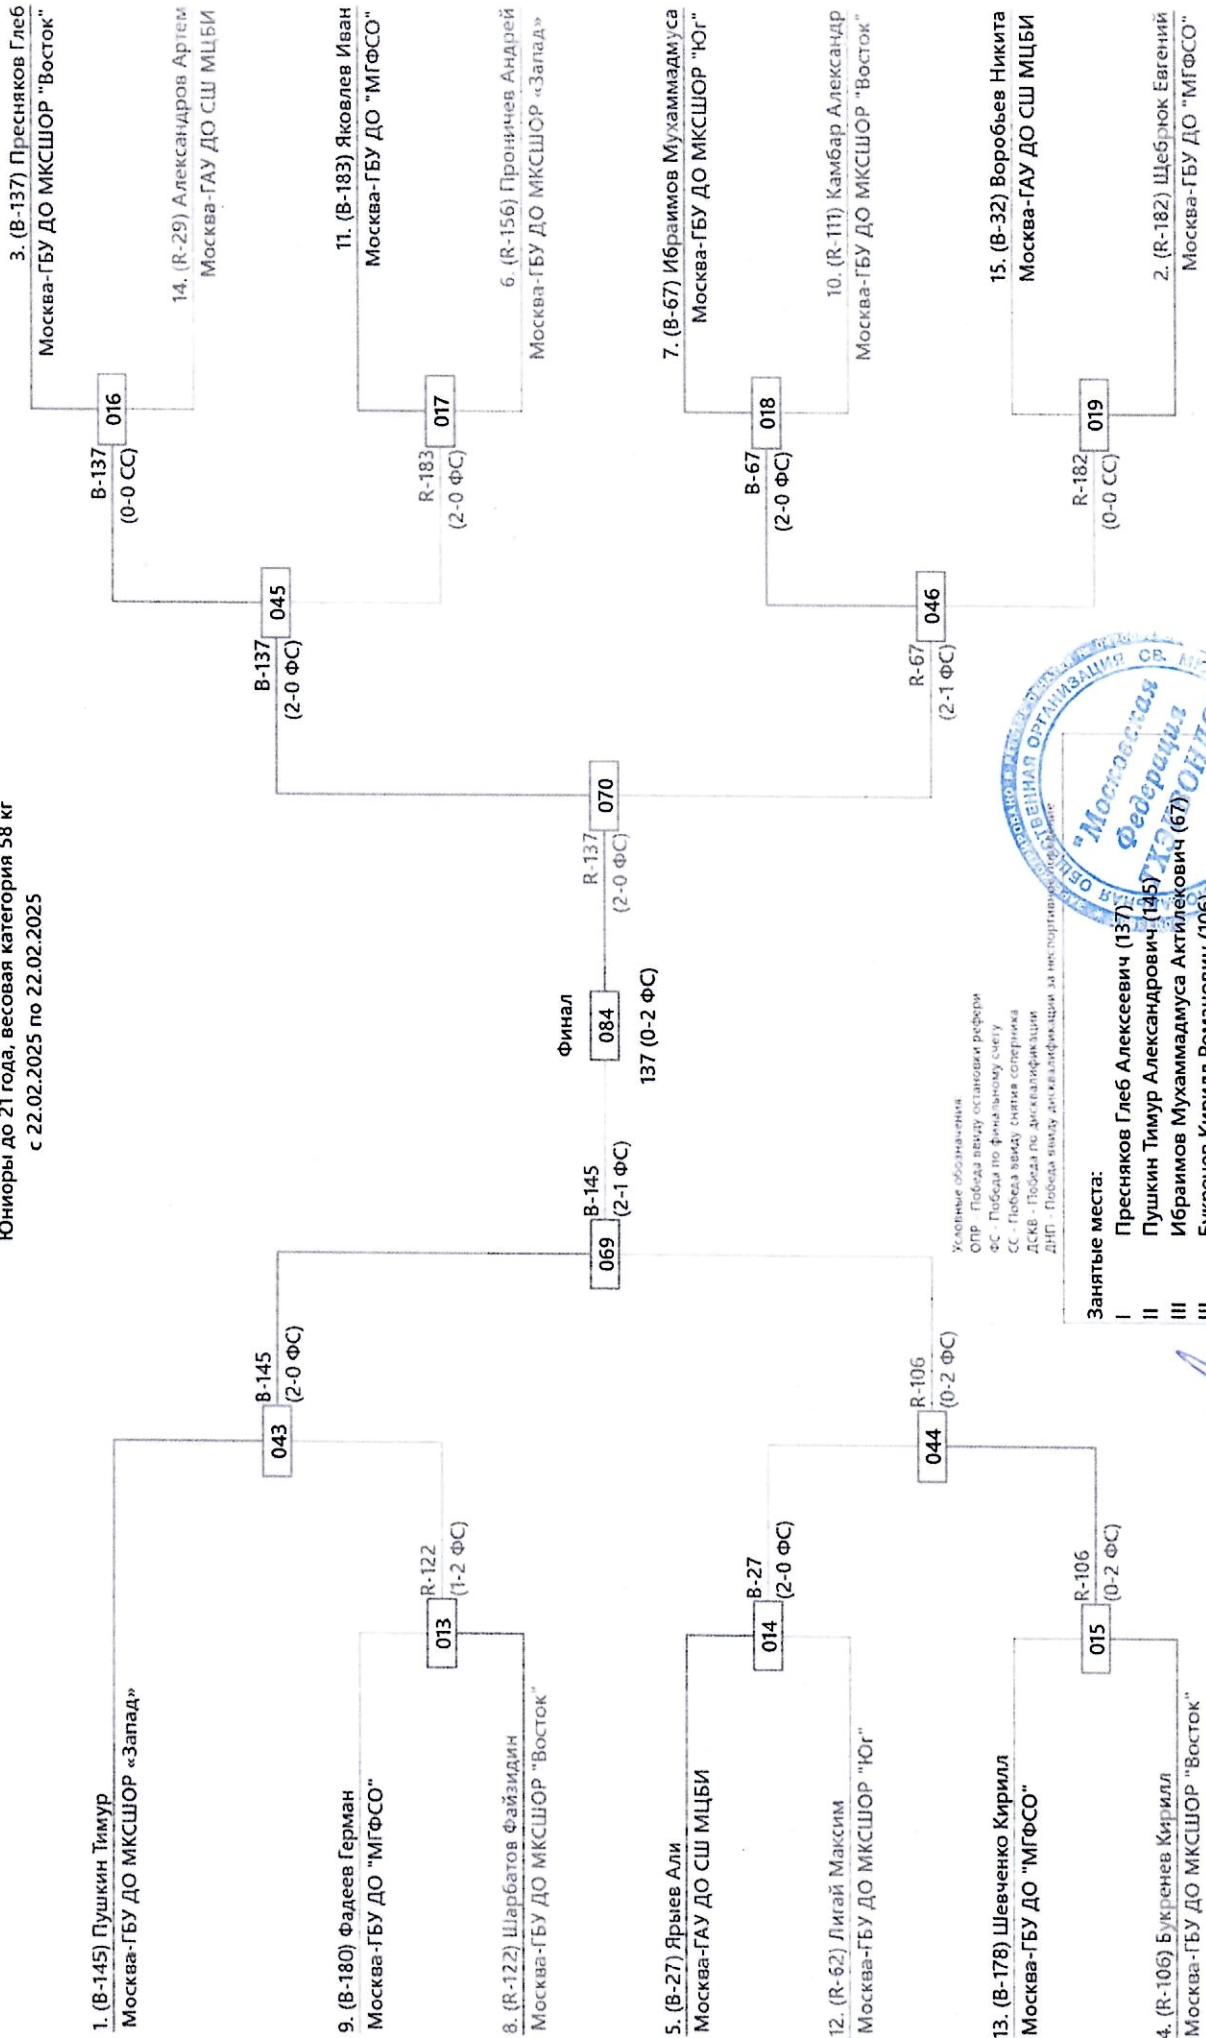 Юниоры до 21 года, весовая категория 58 кг
с 22.02.2025 по 22.02.2025
1. (B-145) Пушкин Тимур
Москва-ГБУ ДО МКСШОР «Запад»
9. (B-180) Фадеев Герман
Москва-ГБУ ДО "МГФСО"
8. (R-122) Шарбатов Файзидин
Москва-ГБУ ДО МКСШОР "Восток"
5. (B-27) Ярыев Али
Москва-ГАУ ДО СШ МЦБИ
12. (R-62) Лигай Максим
Москва-ГБУ ДО МКСШОР "Юг"
13. (B-178) Шевченко Кирилл
Москва-ГБУ ДО "МГФСО"
4. (R-106) Букренев Кирилл
Москва-ГБУ ДО МКСШОР "Восток"
013
R-122
(1-2 ФС)
014
B-27
(2-0 ФС)
015
R-106
(0-2 ФС)
043
B-145
(2-0 ФС)
044
R-106
(0-2 ФС)
069
B-145
(2-1 ФС)
Финал
084
137 (0-2 ФС)
070
R-137
(2-0 ФС)
045
B-137
(2-0 ФС)
046
R-67
(2-1 ФС)
016
B-137
(0-0 СС)
017
R-183
(2-0 ФС)
018
B-67
(2-0 ФС)
019
R-182
(0-0 СС)
3. (B-137) Пресняков Глеб
Москва-ГБУ ДО МКСШОР "Восток"
14. (R-29) Александров Артем
Москва-ГАУ ДО СШ МЦБИ
11. (B-183) Яковлев Иван
Москва-ГБУ ДО "МГФСО"
6. (R-156) Проничев Андрей
Москва-ГБУ ДО МКСШОР «Запад»
7. (B-67) Ибраимов Мухаммадмуса
Москва-ГБУ ДО МКСШОР "Юг"
10. (R-111) Камбар Александр
Москва-ГБУ ДО МКСШОР "Восток"
15. (B-32) Воробьев Никита
Москва-ГАУ ДО СШ МЦБИ
2. (R-182) Щебрюк Евгений
Москва-ГБУ ДО "МГФСО"
Условные обозначения:
ОПР - Победа ввиду остановки рефери
ФС - Победа по финальному счету
СС - Победа ввиду снятия соперника
ДСКВ - Победа по дисквалификации
ДНП - Победа ввиду дисквалификации за неспортивное
Занятые места:
I Пресняков Глеб Алексеевич (137)
II Пушкин Тимур Александрович (145)
III Ибраимов Мухаммадмуса Актилекович (67)
III Букренев Кирилл Романович (106)
ОРГАНИЗАЦИЯ
"Московская
Федерация